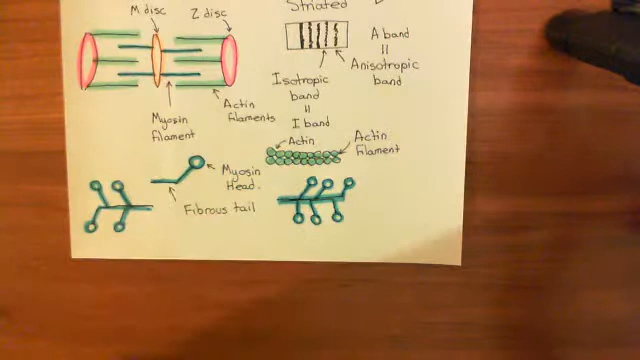 M disc
Z disc
Myosin
filament
Actin
filaments
Striated
A band
=
Anisotropic
band
Isotropic
band
=
I band
Actin
Actin
Filament
Myosin
Head.
Fibrous tail